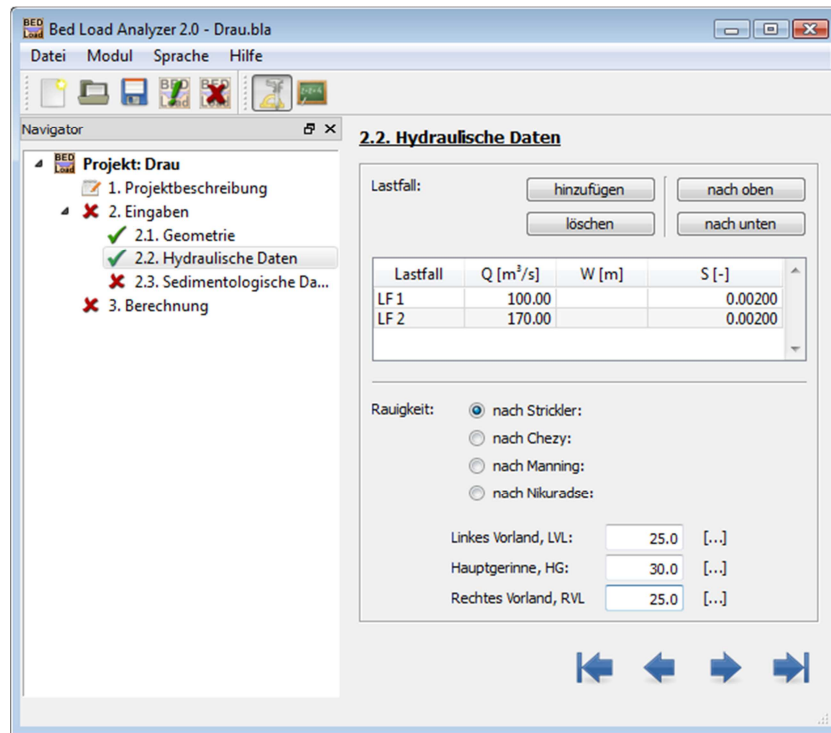 Bed Load Analyzer 2.0 - Drau.bla
Datei Modul Sprache Hilfe
Navigator
Projekt: Drau
1. Projektbeschreibung
2. Eingaben
2.1. Geometrie
2.2. Hydraulische Daten
2.3. Sedimentologische Da...
3. Berechnung
2.2. Hydraulische Daten
Lastfall:
hinzufügen nach oben
löschen nach unten
Lastfall Q [m³/s] W [m] S [-]
LF 1 100.00 0.00200
LF 2 170.00 0.00200
Rauigkeit:
nach Strickler:
nach Chezy:
nach Manning:
nach Nikuradse:
Linkes Vorland, LVL: 25.0 [...]
Hauptgerinne, HG: 30.0 [...]
Rechtes Vorland, RVL 25.0 [...]